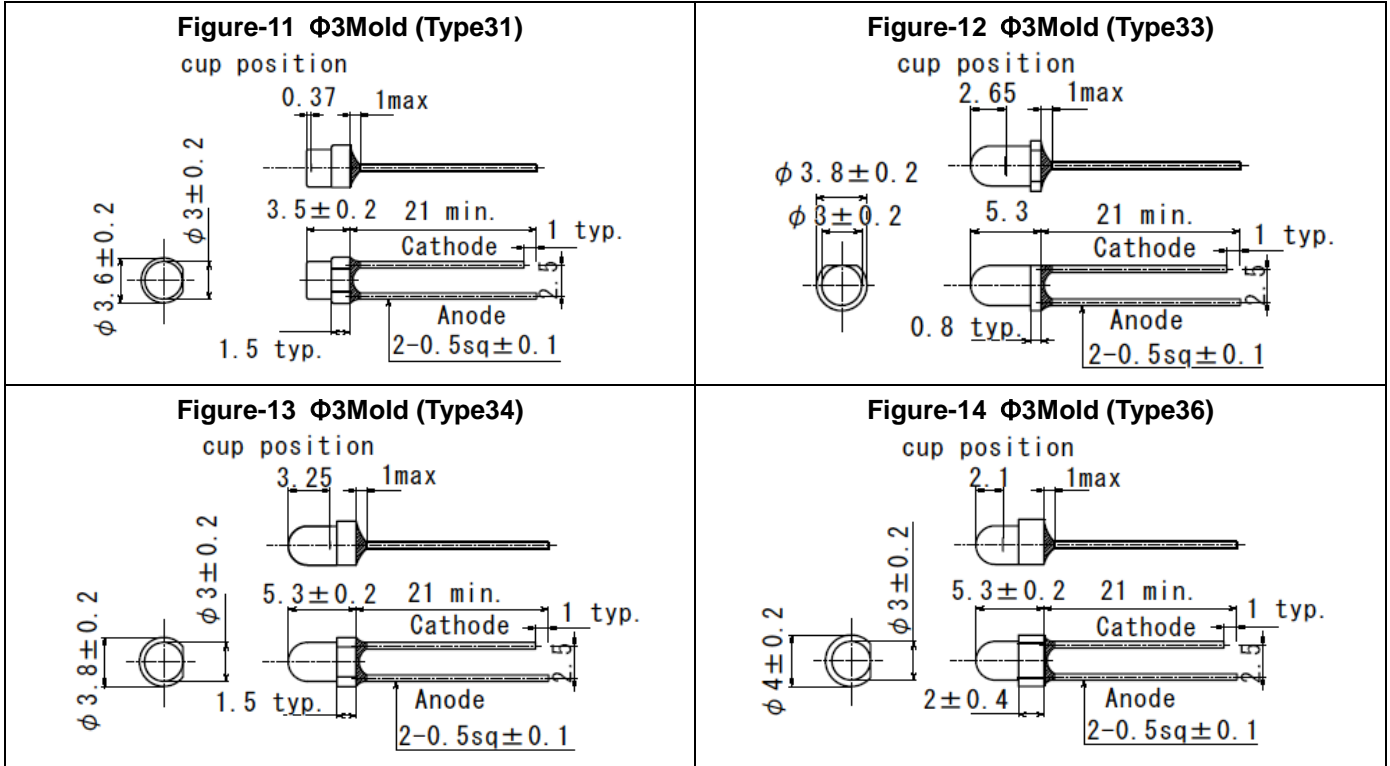 Figure-11 Φ3Mold (Type31)
cup position
0.37 1max
φ3±0.2
φ3.6±0.2
3.5±0.2 21 min.
1 typ.
Cathode
2.5
Anode
1.5 typ.
2-0.5sq±0.1
Figure-12 Φ3Mold (Type33)
cup position
2.65 1max
φ3.8±0.2
φ3±0.2
5.3 21 min.
1 typ.
Cathode
2.5
Anode
0.8 typ.
2-0.5sq±0.1
Figure-13 Φ3Mold (Type34)
cup position
3.25 1max
φ3±0.2
φ3.8±0.2
5.3±0.2 21 min.
1 typ.
Cathode
2.5
Anode
1.5 typ.
2-0.5sq±0.1
Figure-14 Φ3Mold (Type36)
cup position
2.1 1max
φ3±0.2
φ4±0.2
5.3±0.2 21 min.
1 typ.
Cathode
2.5
Anode
2±0.4
2-0.5sq±0.1